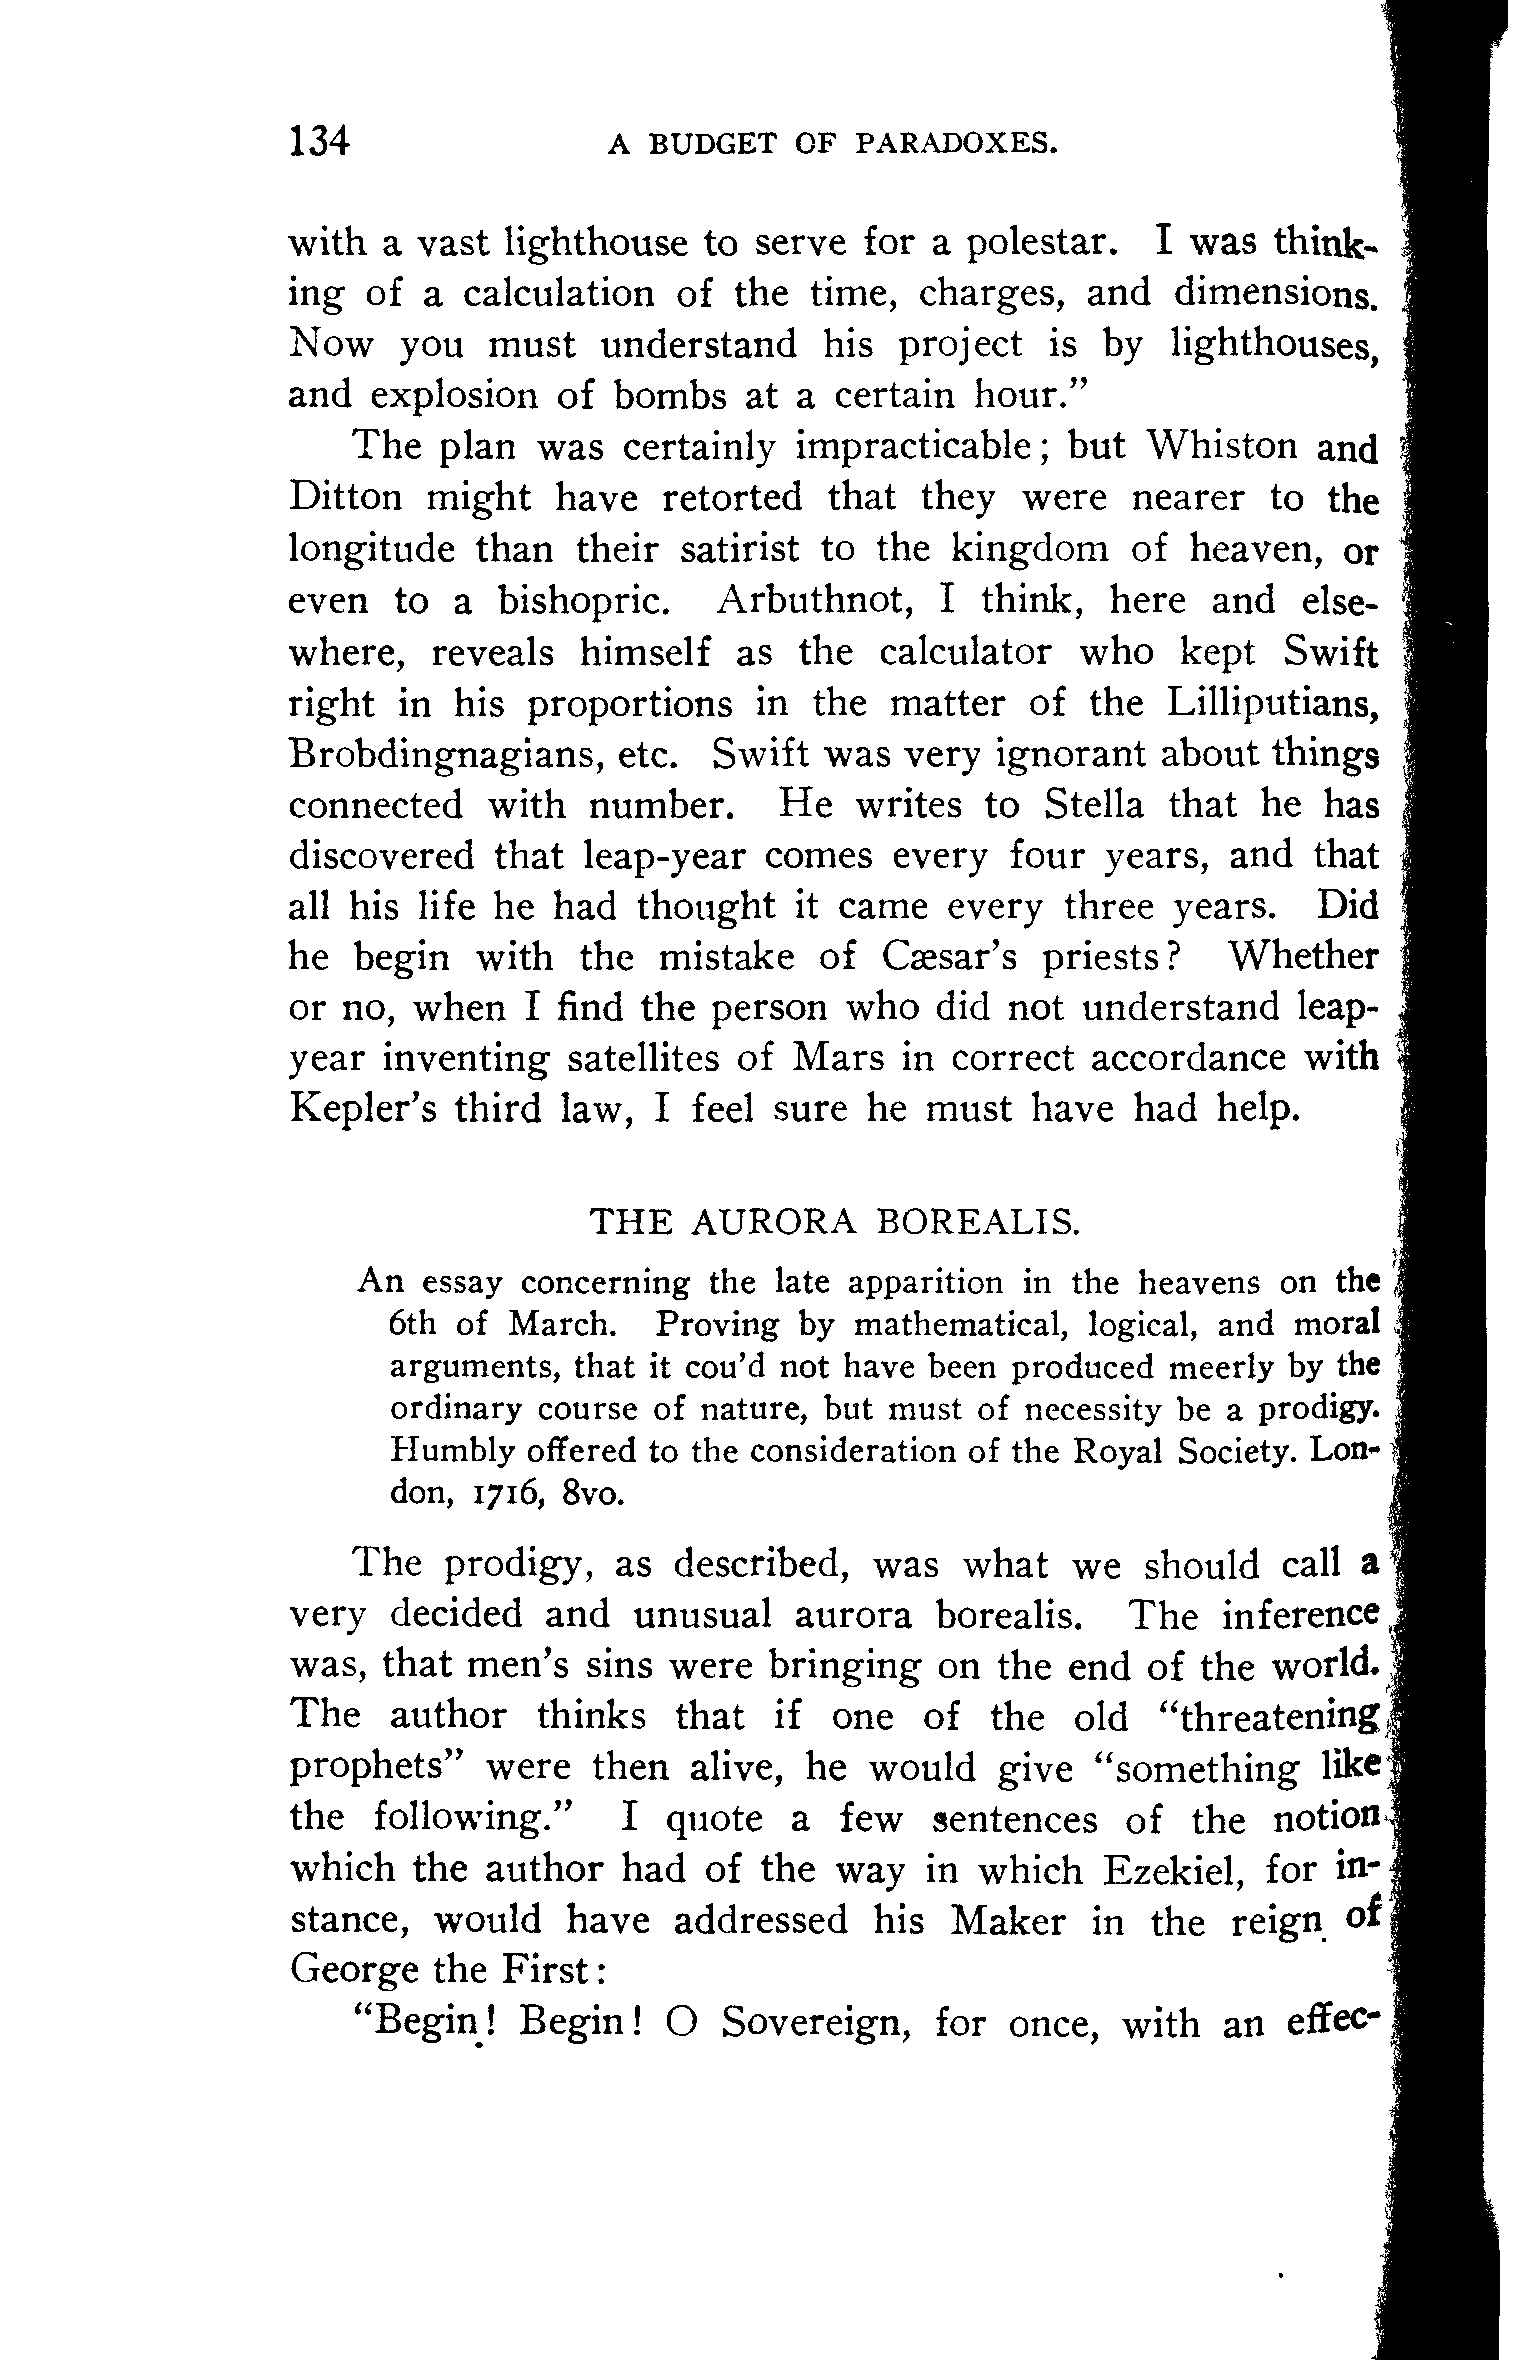 134 A BUDGET OF PARADOXES.
with a vast lighthouse to serve for a polestar. I was think-
ing of a calculation of the time, charges, and dimensions.
Now you must understand his project is by lighthouses,
and explosion of bombs at a certain hour.”
The plan was certainly impracticable; but Whiston and
Ditton might have retorted that they were nearer to the
longitude than their satirist to the kingdom of heaven, or
even to a bishopric. Arbuthnot, I think, here and else-
where, reveals himself as the calculator who kept Swift
right in his proportions in the matter of the Lilliputians,
Brobdingnagians, etc. Swift was very ignorant about things
connected with number. He writes to Stella that he has
discovered that leap-year comes every four years, and that
all his life he had thought it came every three years. Did
he begin with the mistake of Cæsar’s priests? Whether
or no, when I find the person who did not understand leap-
year inventing satellites of Mars in correct accordance with
Kepler’s third law, I feel sure he must have had help.
THE AURORA BOREALIS.
An essay concerning the late apparition in the heavens on the
6th of March. Proving by mathematical, logical, and moral
arguments, that it cou’d not have been produced meerly by the
ordinary course of nature, but must of necessity be a prodigy.
Humbly offered to the consideration of the Royal Society. Lon-
don, 1716, 8vo.
The prodigy, as described, was what we should call a
very decided and unusual aurora borealis. The inference
was, that men’s sins were bringing on the end of the world.
The author thinks that if one of the old “threatening
prophets” were then alive, he would give “something like
the following.” I quote a few sentences of the notion
which the author had of the way in which Ezekiel, for in-
stance, would have addressed his Maker in the reign of
George the First:
“Begin! Begin! O Sovereign, for once, with an effec-